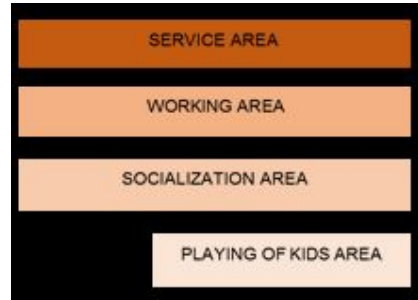 SERVICE AREA
WORKING AREA
SOCIALIZATION AREA
PLAYING OF KIDS AREA